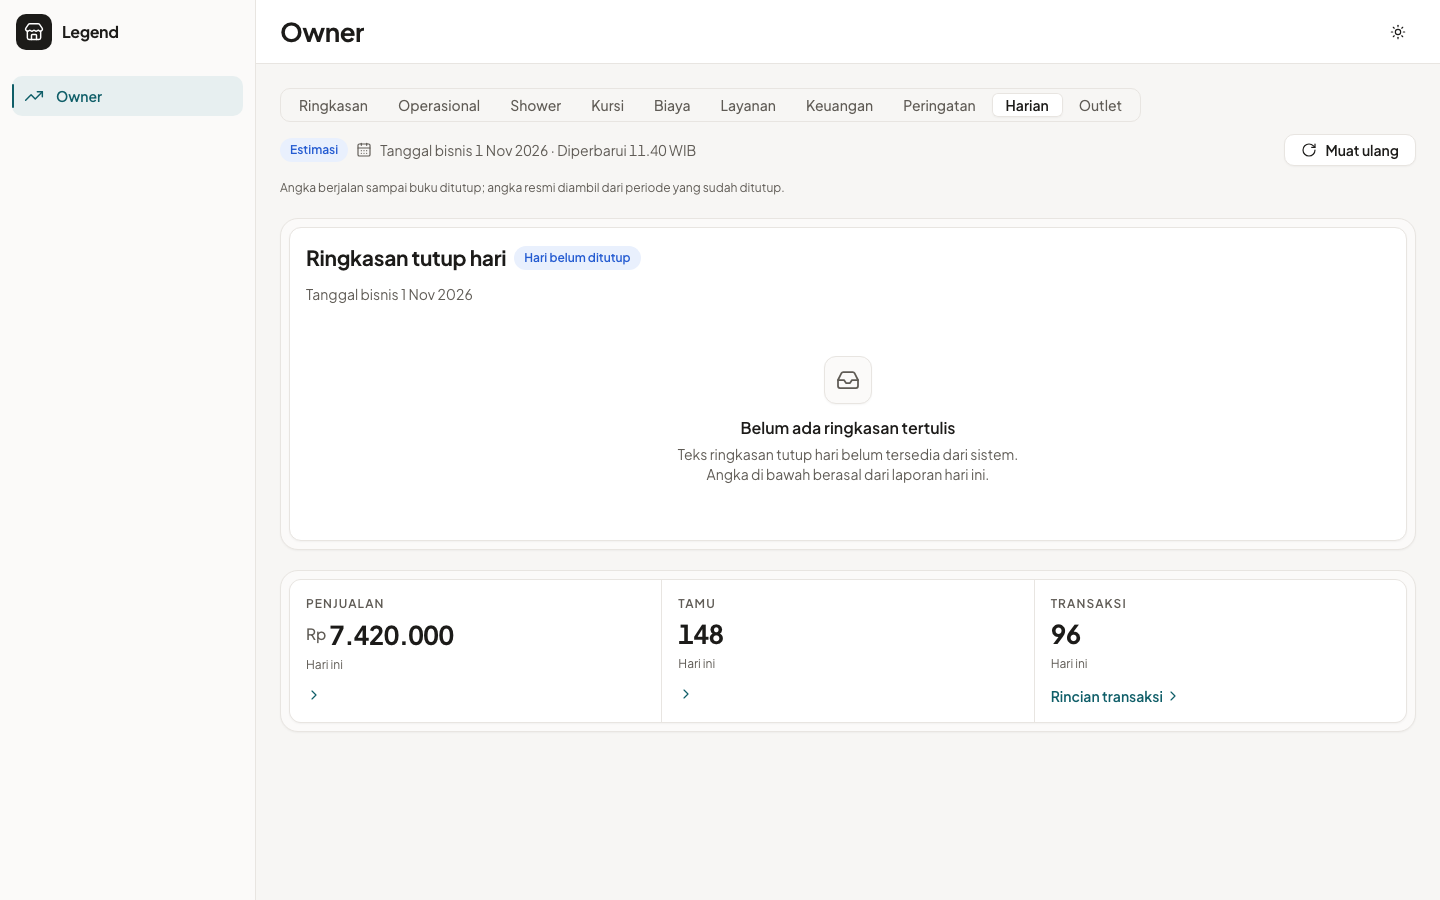 Legend
Owner
Owner
Ringkasan Operasional Shower Kursi Biaya Layanan Keuangan Peringatan Harian Outlet
Estimasi Tanggal bisnis 1 Nov 2026 · Diperbarui 11.40 WIB
Muat ulang
Angka berjalan sampai buku ditutup; angka resmi diambil dari periode yang sudah ditutup.
Ringkasan tutup hari Hari belum ditutup
Tanggal bisnis 1 Nov 2026
Belum ada ringkasan tertulis
Teks ringkasan tutup hari belum tersedia dari sistem.
Angka di bawah berasal dari laporan hari ini.
PENJUALAN
Rp 7.420.000
Hari ini
TAMU
148
Hari ini
TRANSAKSI
96
Hari ini
Rincian transaksi